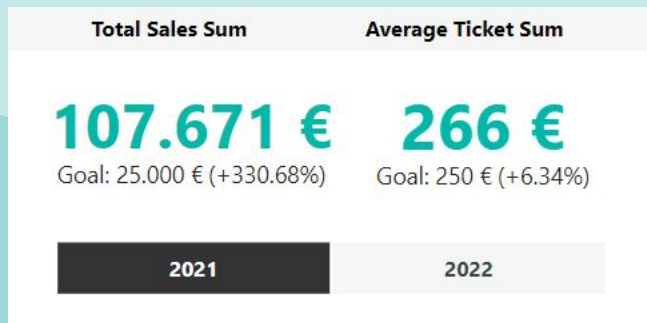 Total Sales Sum Average Ticket Sum
107.671 € 266 €
Goal: 25.000 € (+330.68%) Goal: 250 € (+6.34%)
2021 2022